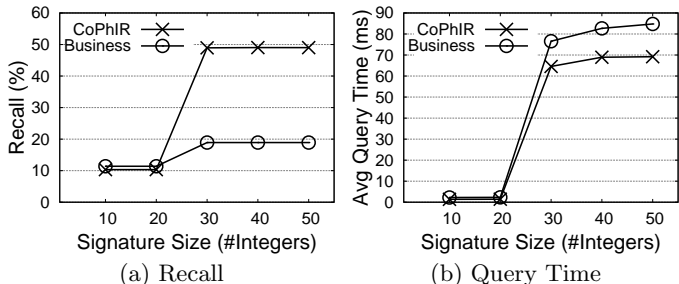 Recall (%)
60
50
40
30
20
10
0
CoPhIR
Business
10 20 30 40 50
Signature Size (#Integers)
(a) Recall
Avg Query Time (ms)
90
80
70
60
50
40
30
20
10
0
CoPhIR
Business
10 20 30 40 50
Signature Size (#Integers)
(b) Query Time